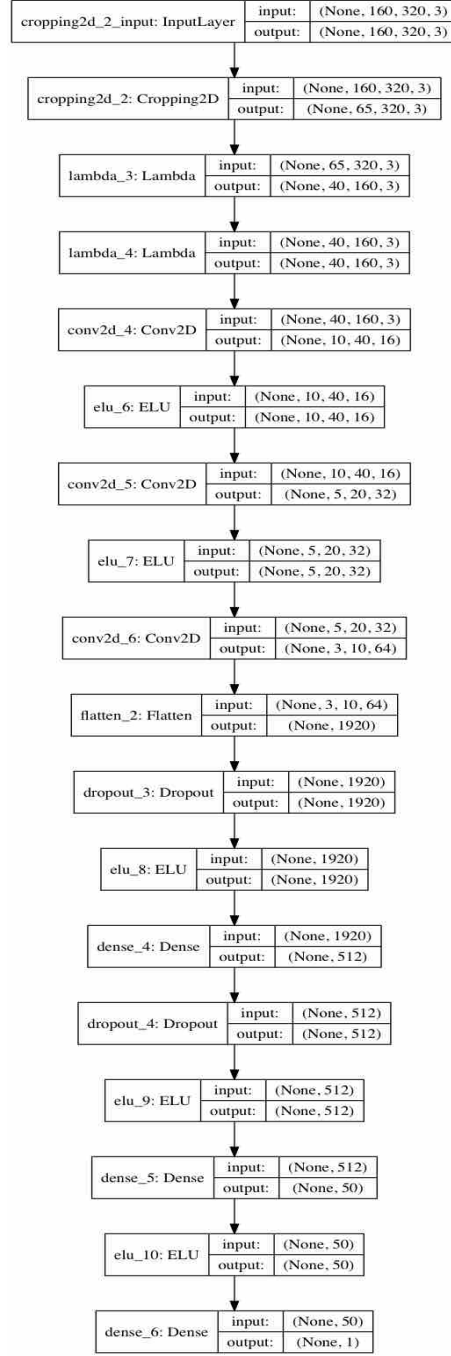 cropping2d_2_input: InputLayer
input: (None, 160, 320, 3)
output: (None, 160, 320, 3)
cropping2d_2: Cropping2D
input: (None, 160, 320, 3)
output: (None, 65, 320, 3)
lambda_3: Lambda
input: (None, 65, 320, 3)
output: (None, 40, 160, 3)
lambda_4: Lambda
input: (None, 40, 160, 3)
output: (None, 40, 160, 3)
conv2d_4: Conv2D
input: (None, 40, 160, 3)
output: (None, 10, 40, 16)
elu_6: ELU
input: (None, 10, 40, 16)
output: (None, 10, 40, 16)
conv2d_5: Conv2D
input: (None, 10, 40, 16)
output: (None, 5, 20, 32)
elu_7: ELU
input: (None, 5, 20, 32)
output: (None, 5, 20, 32)
conv2d_6: Conv2D
input: (None, 5, 20, 32)
output: (None, 3, 10, 64)
flatten_2: Flatten
input: (None, 3, 10, 64)
output: (None, 1920)
dropout_3: Dropout
input: (None, 1920)
output: (None, 1920)
elu_8: ELU
input: (None, 1920)
output: (None, 1920)
dense_4: Dense
input: (None, 1920)
output: (None, 512)
dropout_4: Dropout
input: (None, 512)
output: (None, 512)
elu_9: ELU
input: (None, 512)
output: (None, 512)
dense_5: Dense
input: (None, 512)
output: (None, 50)
elu_10: ELU
input: (None, 50)
output: (None, 50)
dense_6: Dense
input: (None, 50)
output: (None, 1)